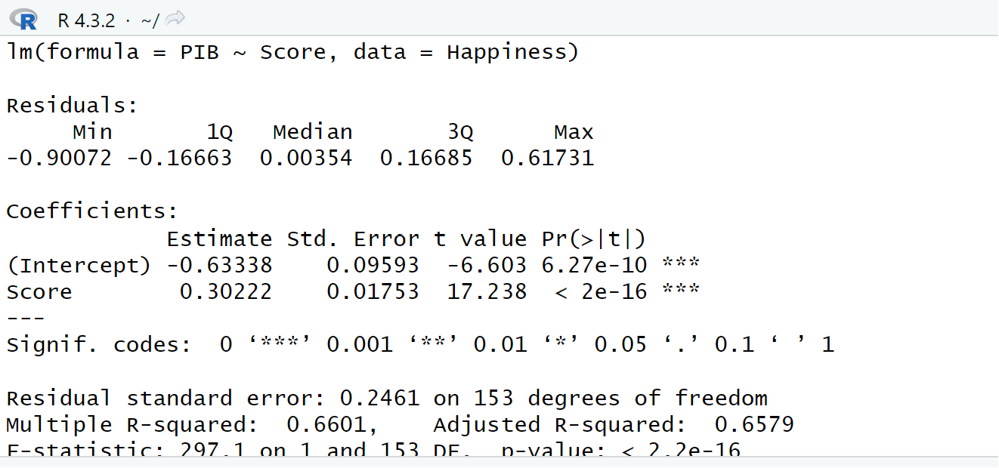 R 4.3.2 · ~/
lm(formula = PIB ~ Score, data = Happiness)
Residuals:
Min 1Q Median 3Q Max
-0.90072 -0.16663 0.00354 0.16685 0.61731
Coefficients:
Estimate Std. Error t value Pr(>|t|)
(Intercept) -0.63338 0.09593 -6.603 6.27e-10 ***
Score 0.30222 0.01753 17.238 < 2e-16 ***
---
Signif. codes: 0 ‘***’ 0.001 ‘**’ 0.01 ‘*’ 0.05 ‘.’ 0.1 ‘ ’ 1
Residual standard error: 0.2461 on 153 degrees of freedom
Multiple R-squared: 0.6601, Adjusted R-squared: 0.6579
F-statistic: 297.1 on 1 and 153 DF, p-value: < 2.2e-16